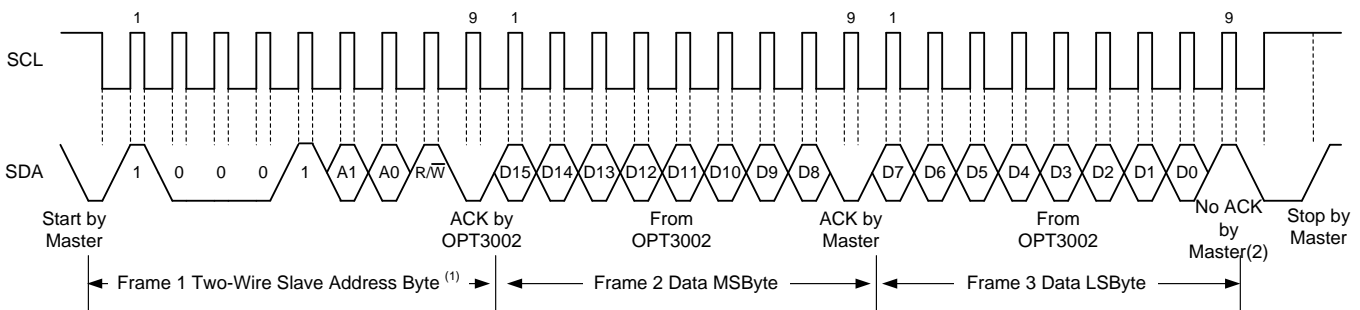 1 9 1 9 1 9
SCL
SDA
1 0 0 0 1 A1 A0 R/W̅ D15 D14 D13 D12 D11 D10 D9 D8 D7 D6 D5 D4 D3 D2 D1 D0
Start by
Master
ACK by
OPT3002
From
OPT3002
ACK by
Master
From
OPT3002
No ACK
by
Master(2)
Stop by
Master
Frame 1 Two-Wire Slave Address Byte (1)
Frame 2 Data MSByte
Frame 3 Data LSByte